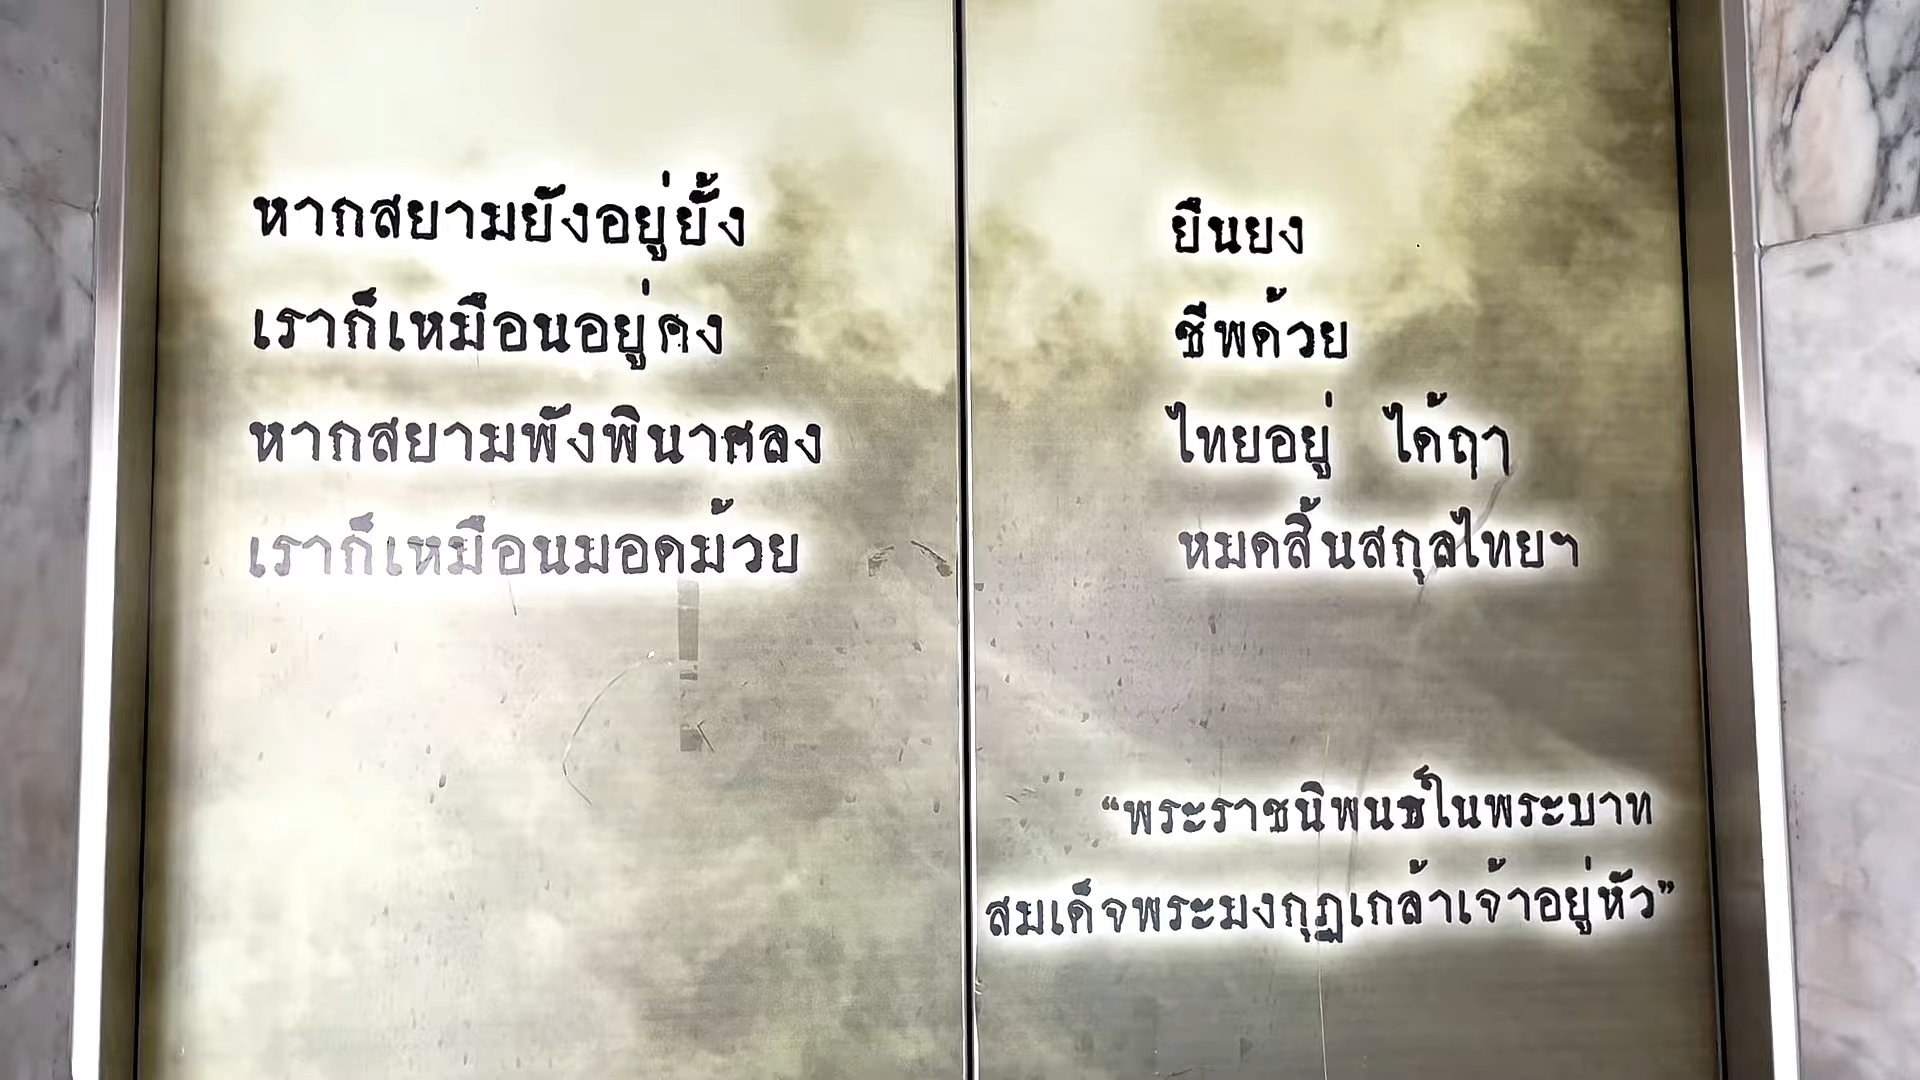 หากสยามยังอยู่ยั้ง ยืนยง
เราก็เหมือนอยู่คง ชีพด้วย
หากสยามพังพินาศลง ไทยอยู่ ได้ฤๅ
เราก็เหมือนมอดม้วย หมดสิ้นสกุลไทยฯ
“พระราชนิพนธ์ในพระบาท
สมเด็จพระมงกุฎเกล้าเจ้าอยู่หัว”